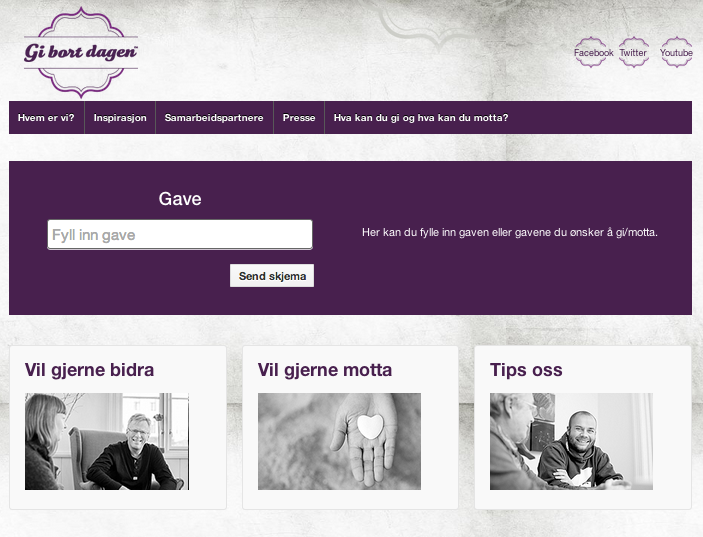 Gi bort dagen™
Facebook
Twitter
Youtube
Hvem er vi?
Inspirasjon
Samarbeidspartnere
Presse
Hva kan du gi og hva kan du motta?
Gave
Fyll inn gave
Her kan du fylle inn gaven eller gavene du ønsker å gi/motta.
Send skjema
Vil gjerne bidra
Vil gjerne motta
Tips oss